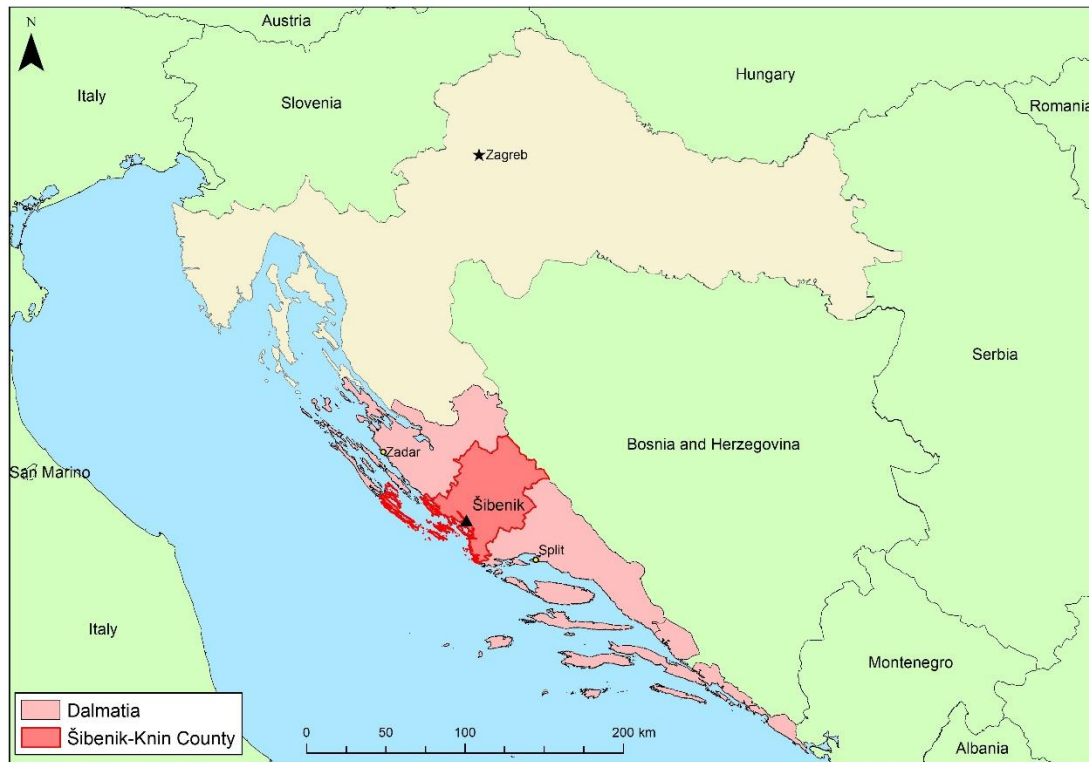 N
Austria
Hungary
Italy
Slovenia
Romania
Zagreb
Serbia
Bosnia and Herzegovina
Zadar
San Marino
Šibenik
Split
Italy
Montenegro
Dalmatia
Šibenik-Knin County
0 50 100 200 km
Albania